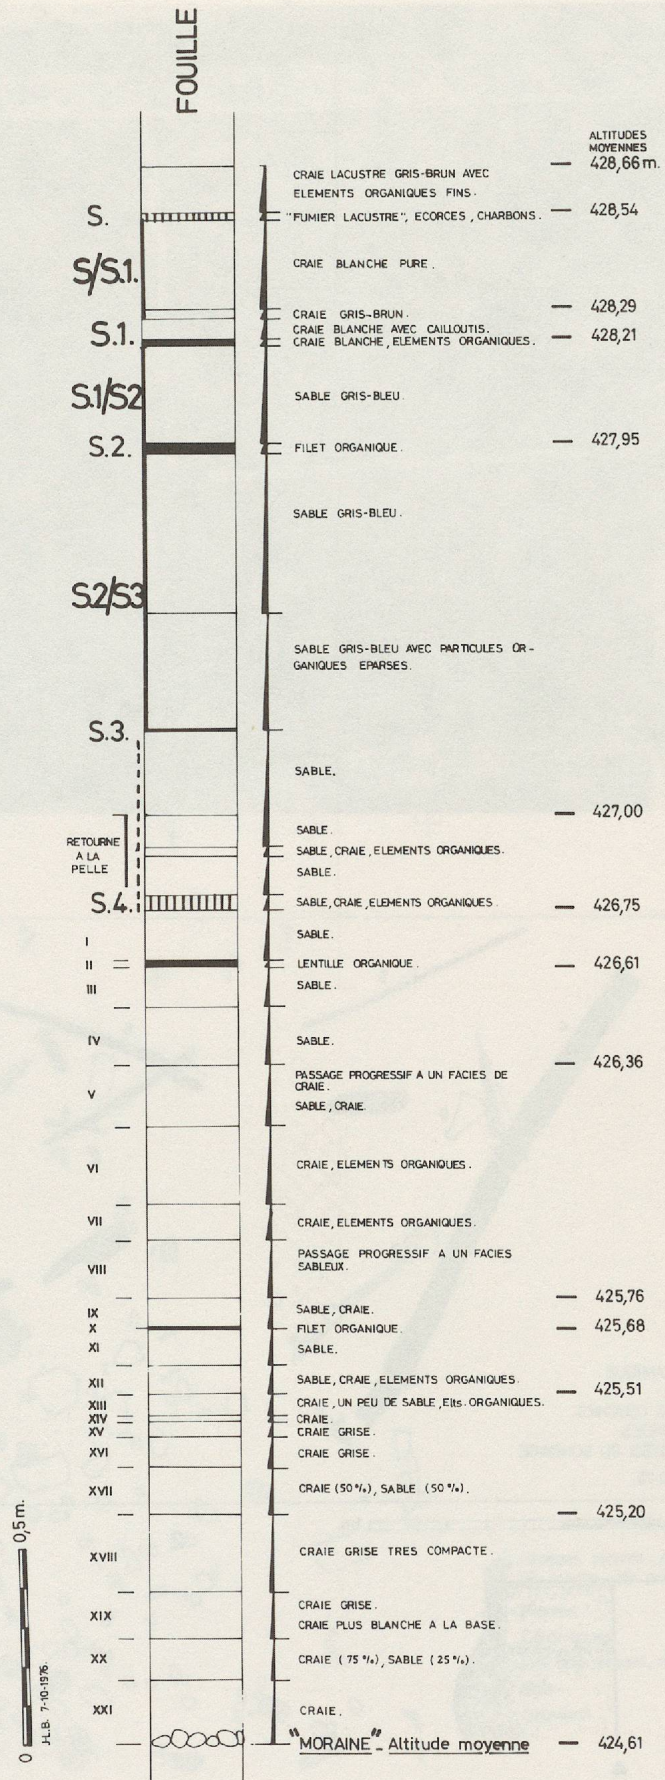 FOUILLE
ALTITUDES
MOYENNES
— 428,66 m.
CRAIE LACUSTRE GRIS-BRUN AVEC
ELEMENTS ORGANIQUES FINS.
S.
"FUMIER LACUSTRE", ECORCES, CHARBONS.
— 428,54
S/S.1.
CRAIE BLANCHE PURE.
— 428,29
CRAIE GRIS-BRUN.
CRAIE BLANCHE AVEC CAILLOUTIS.
S.1.
CRAIE BLANCHE, ELEMENTS ORGANIQUES.
— 428,21
S.1/S2
SABLE GRIS-BLEU.
— 427,95
S.2.
FILET ORGANIQUE.
SABLE GRIS-BLEU.
S2/S3
SABLE GRIS-BLEU AVEC PARTICULES OR-
GANIQUES EPARSES.
S.3.
SABLE.
— 427,00
RETOURNE
A LA
PELLE
SABLE.
SABLE, CRAIE, ELEMENTS ORGANIQUES.
SABLE.
S.4.
SABLE, CRAIE, ELEMENTS ORGANIQUES.
— 426,75
I
SABLE.
II
LENTILLE ORGANIQUE.
— 426,61
III
SABLE.
IV
SABLE.
— 426,36
V
PASSAGE PROGRESSIF A UN FACIES DE
CRAIE.
SABLE, CRAIE.
VI
CRAIE, ELEMENTS ORGANIQUES.
VII
CRAIE, ELEMENTS ORGANIQUES.
VIII
PASSAGE PROGRESSIF A UN FACIES
SABLEUX.
— 425,76
IX
SABLE, CRAIE.
X
FILET ORGANIQUE.
— 425,68
XI
SABLE.
XII
SABLE, CRAIE, ELEMENTS ORGANIQUES.
— 425,51
XIII
CRAIE, UN PEU DE SABLE, Elts. ORGANIQUES.
XIV
CRAIE.
XV
CRAIE GRISE.
XVI
CRAIE GRISE.
XVII
CRAIE (50%), SABLE (50%).
— 425,20
XVIII
CRAIE GRISE TRES COMPACTE.
XIX
CRAIE GRISE.
CRAIE PLUS BLANCHE A LA BASE.
XX
CRAIE (75%), SABLE (25%).
XXI
CRAIE.
"MORAINE"_ Altitude moyenne — 424,61
0 0,5 m.
J-L.B. 7-10-1976.